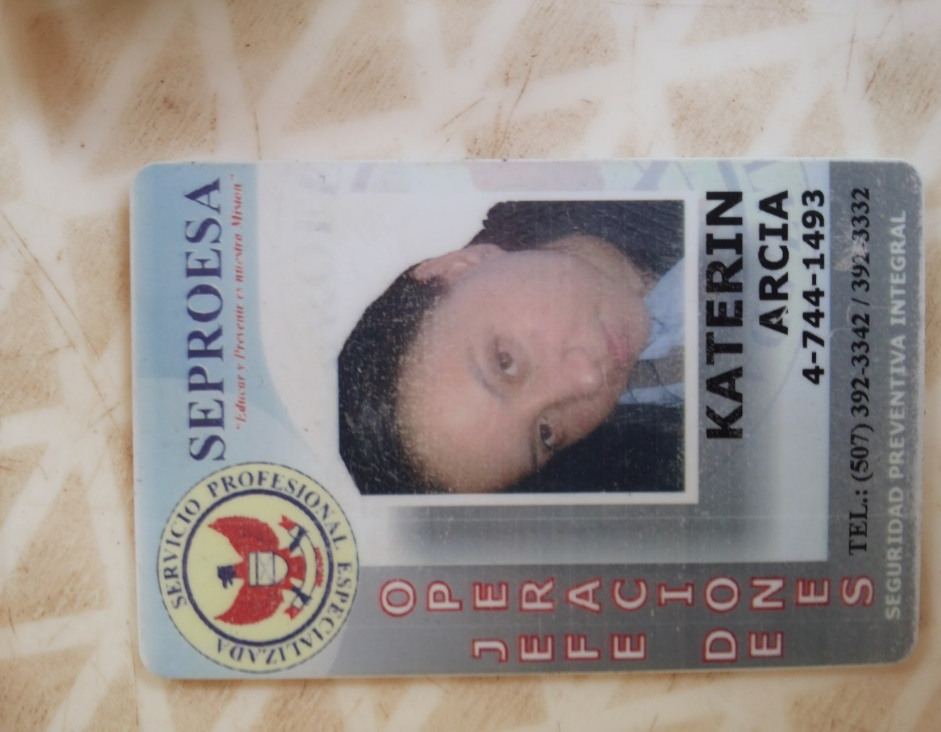 SEPROESA
"Educar y Prevenir es nuestra Mision"
SERVICIO PROFESIONAL ESPECIALIZADA
JEFE DE
OPERACIONES
KATERIN
ARCIA
4-744-1493
TEL.: (507) 392-3342 / 392-3332
SEGURIDAD PREVENTIVA INTEGRAL